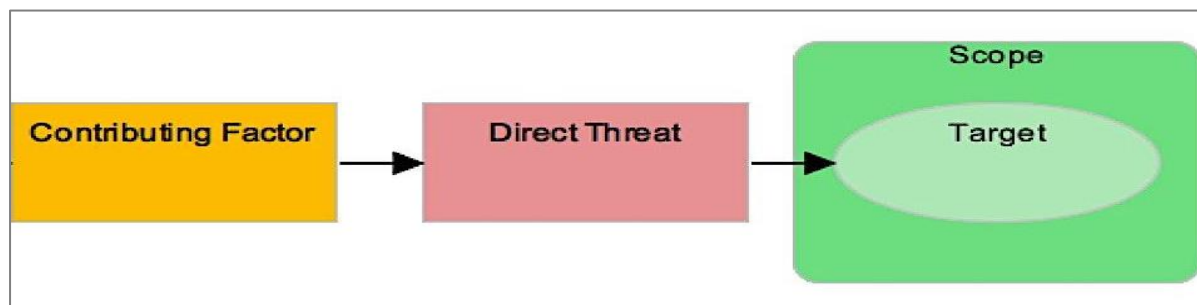 Contributing Factor
Direct Threat
Scope
Target